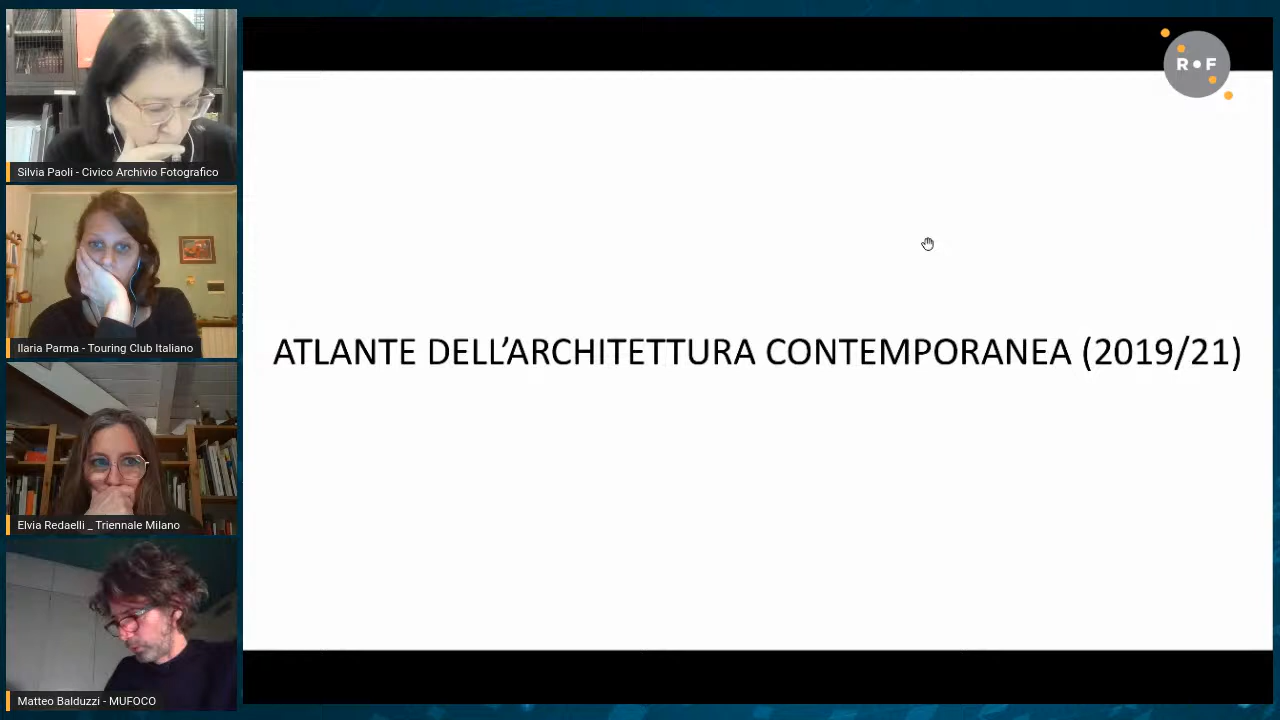 Silvia Paoli - Civico Archivio Fotografico
Ilaria Parma - Touring Club Italiano
Elvia Redaelli _ Triennale Milano
Matteo Balduzzi - MUFOCO
R•F
ATLANTE DELL’ARCHITETTURA CONTEMPORANEA (2019/21)